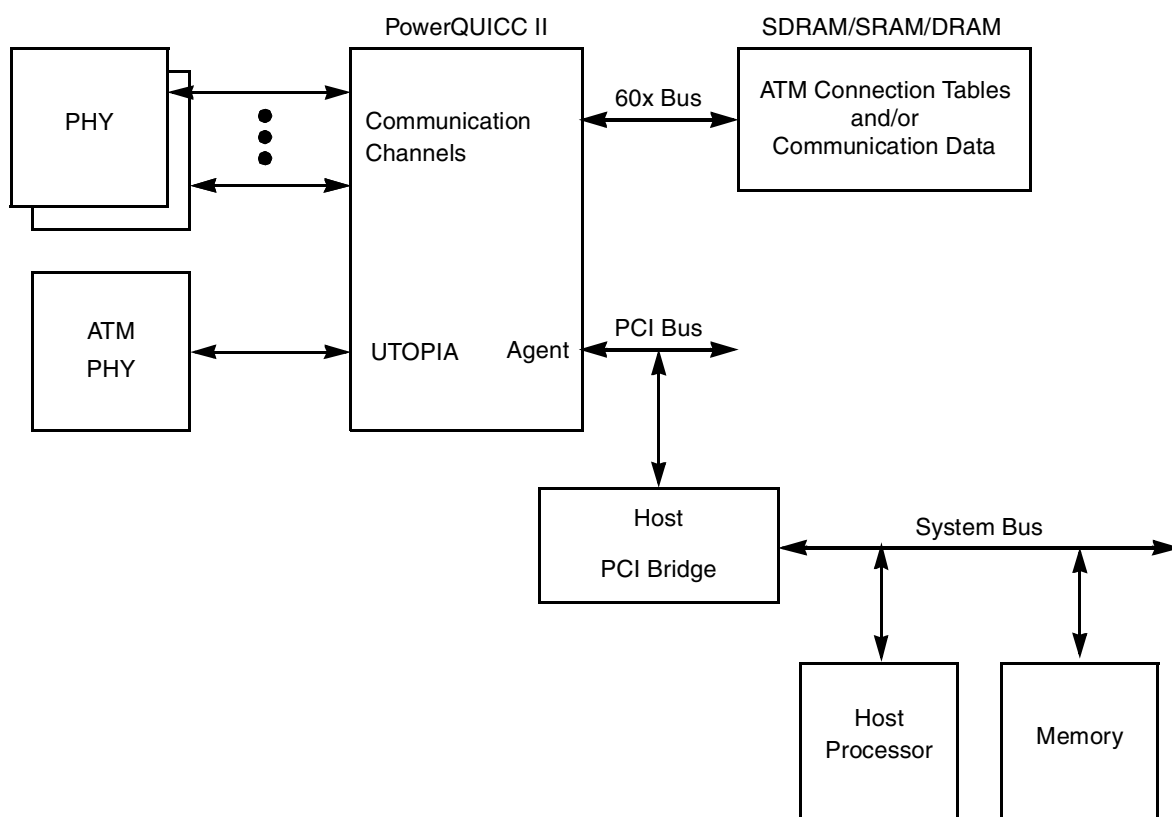 PowerQUICC II
SDRAM/SRAM/DRAM
PHY
Communication
Channels
60x Bus
ATM Connection Tables
and/or
Communication Data
ATM
PHY
UTOPIA
Agent
PCI Bus
Host
PCI Bridge
System Bus
Host
Processor
Memory